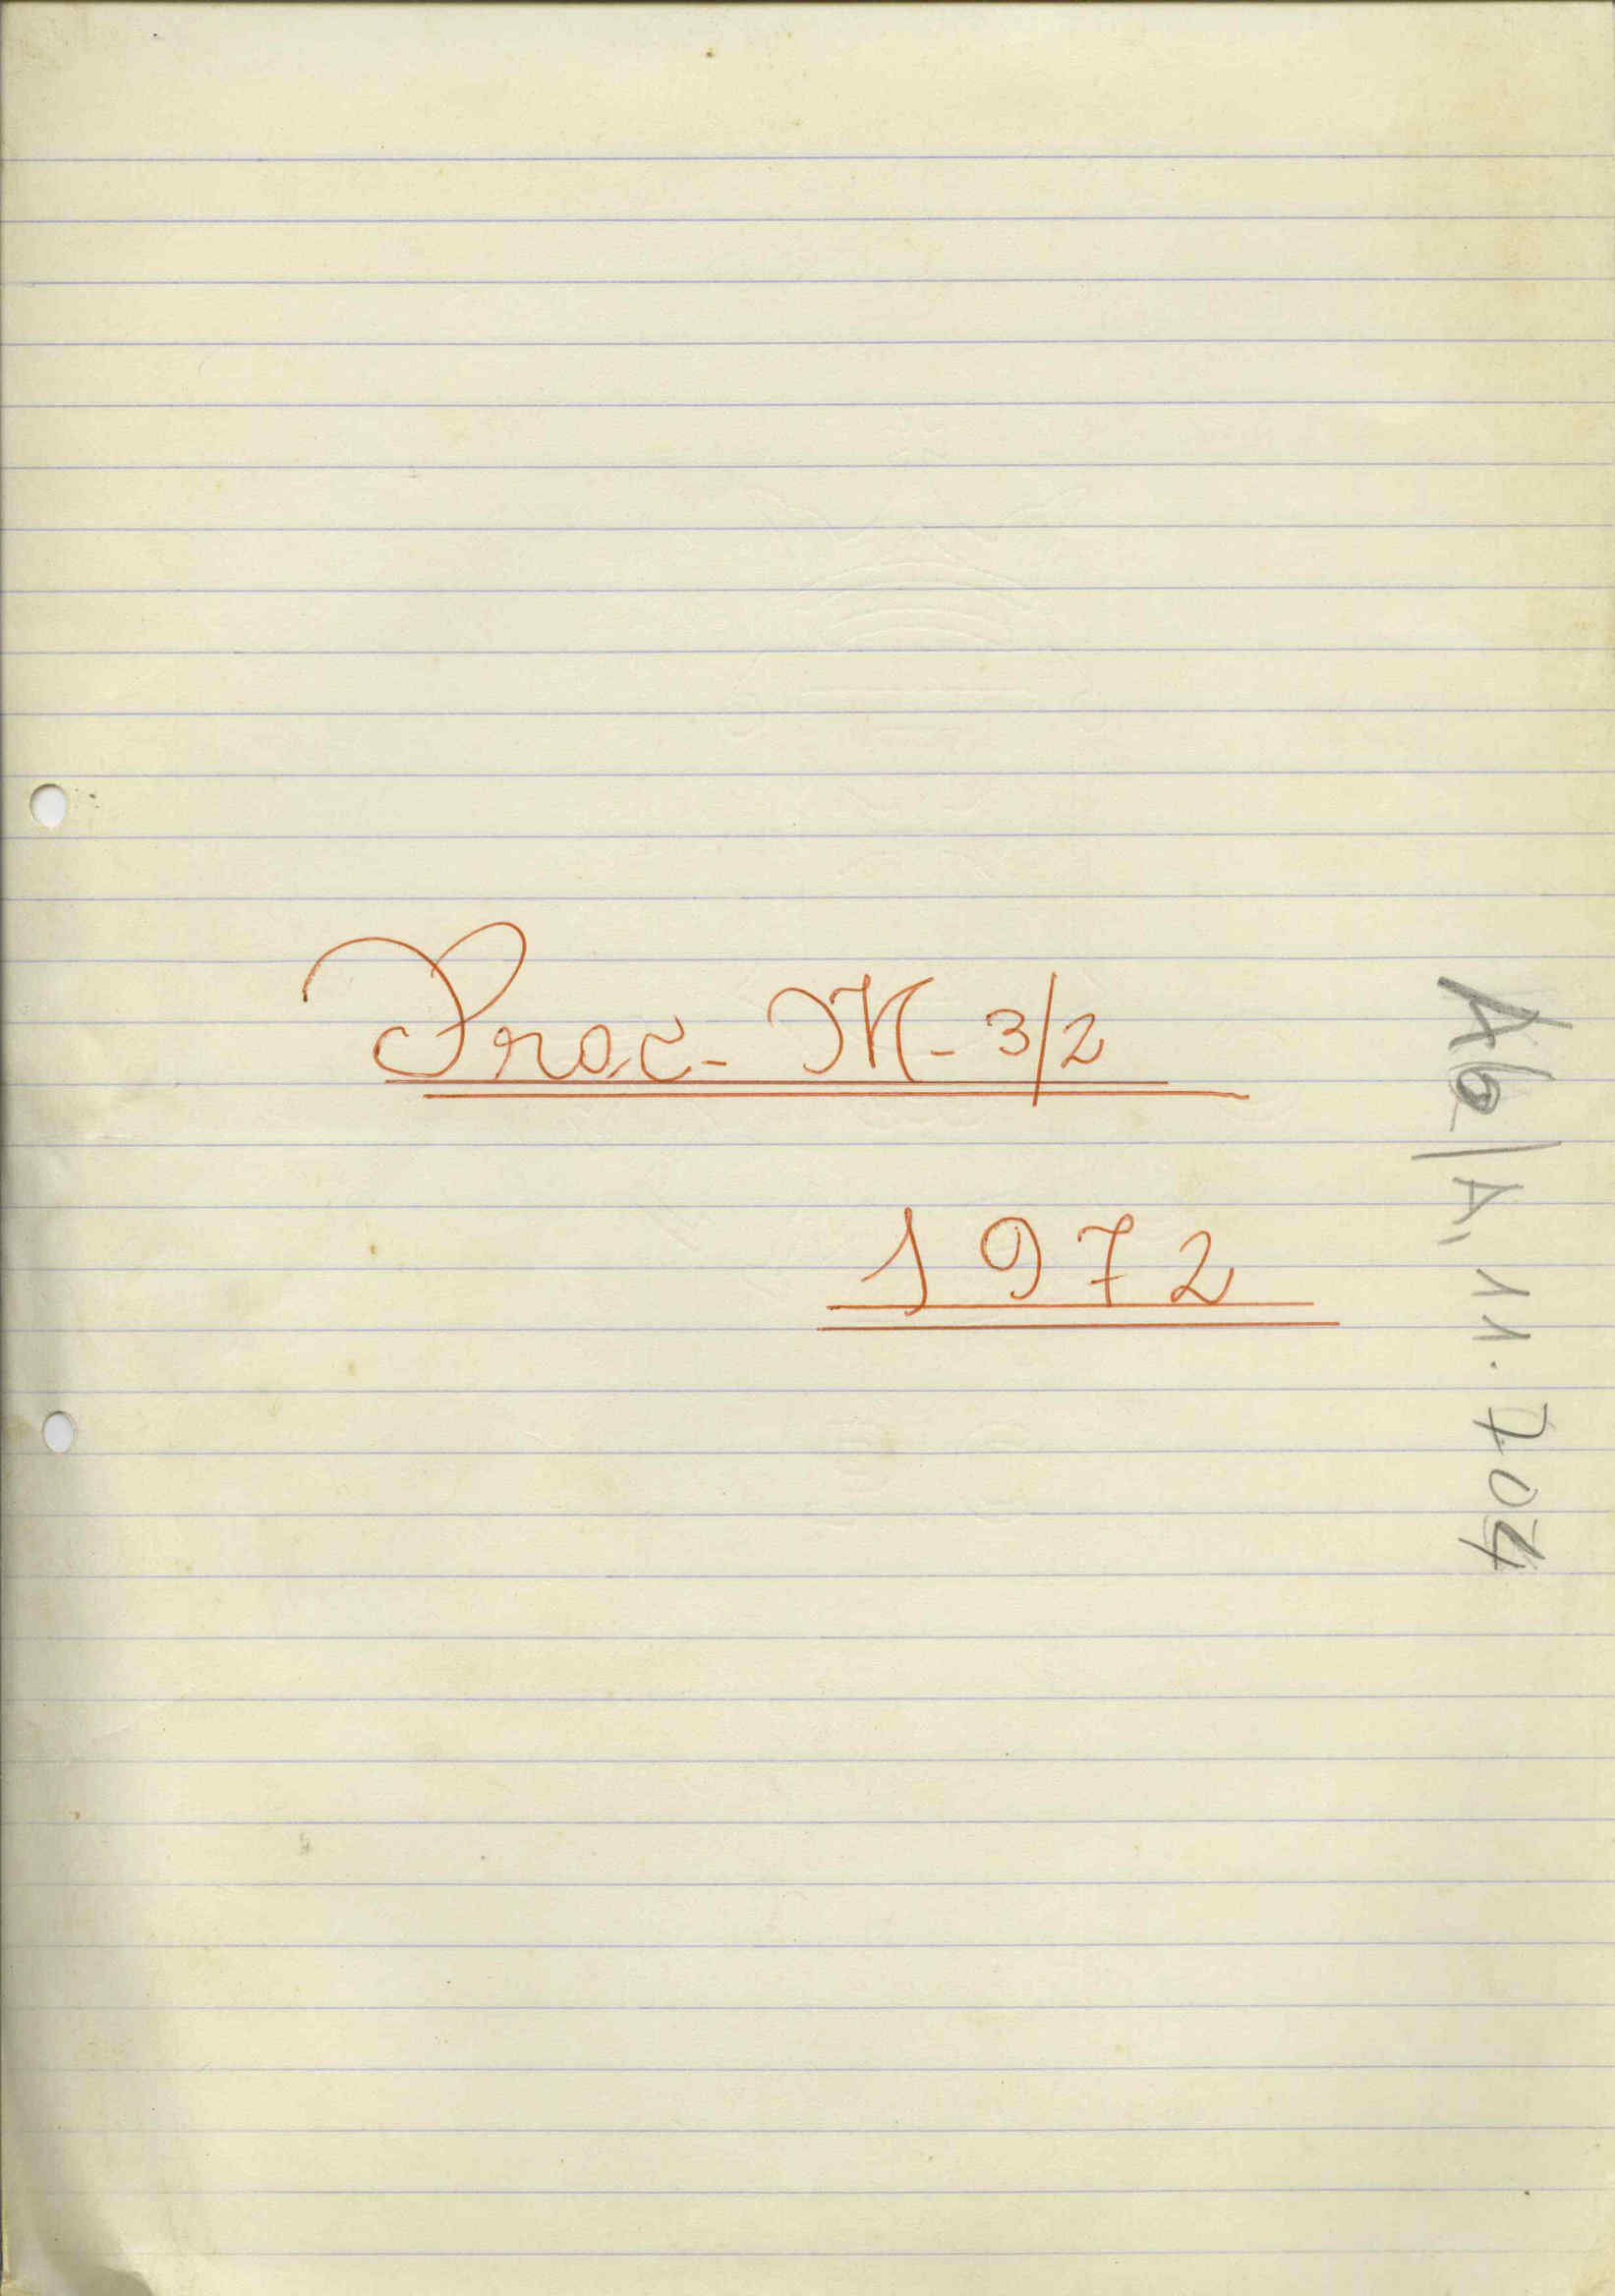 Proc - M - 3/2
1972
A6/A, 11.704